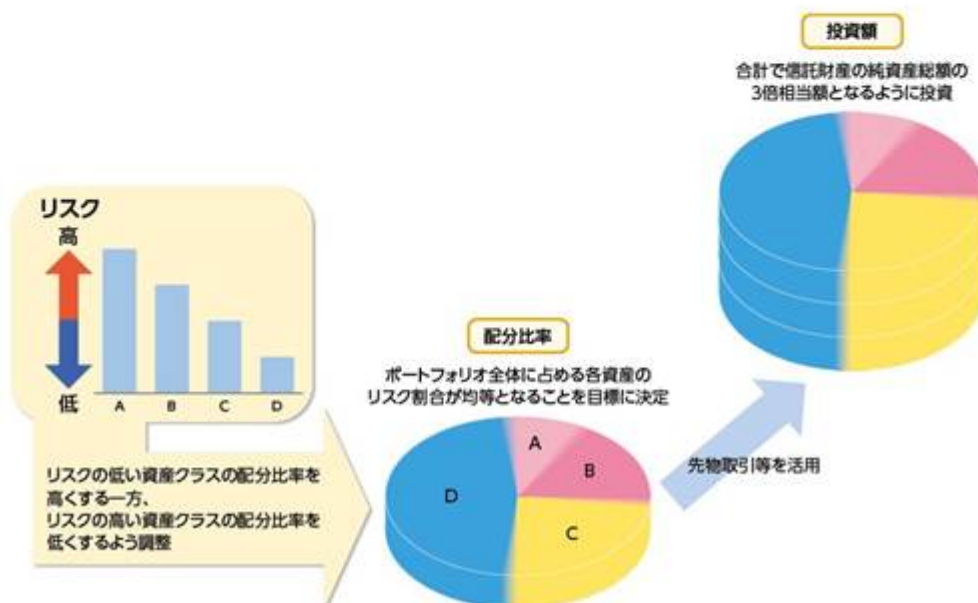 投資額
合計で信託財産の純資産総額の
3倍相当額となるように投資
リスク
高
低
A
B
C
D
配分比率
ポートフォリオ全体に占める各資産の
リスク割合が均等となることを目標に決定
リスクの低い資産クラスの配分比率を
高くする一方、
リスクの高い資産クラスの配分比率を
低くするよう調整
A
B
C
D
先物取引等を活用